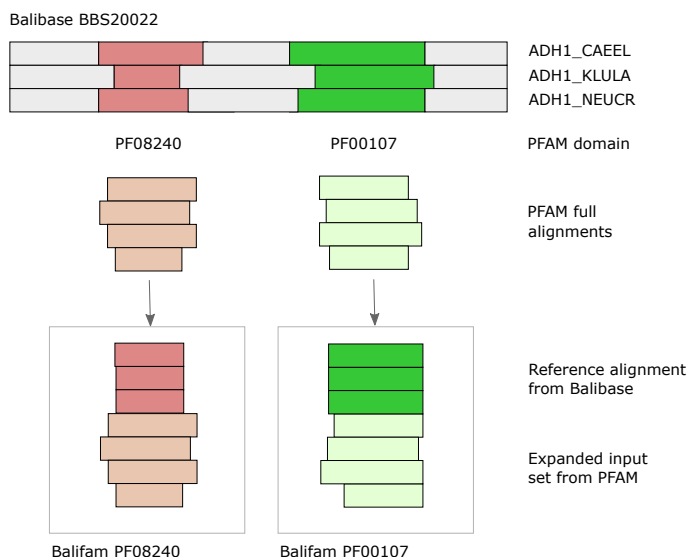 Balibase BBS20022
ADH1_CAEEL
ADH1_KLULA
ADH1_NEUCR
PF08240
PF00107
PFAM domain
PFAM full
alignments
Reference alignment
from Balibase
Expanded input
set from PFAM
Balifam PF08240
Balifam PF00107